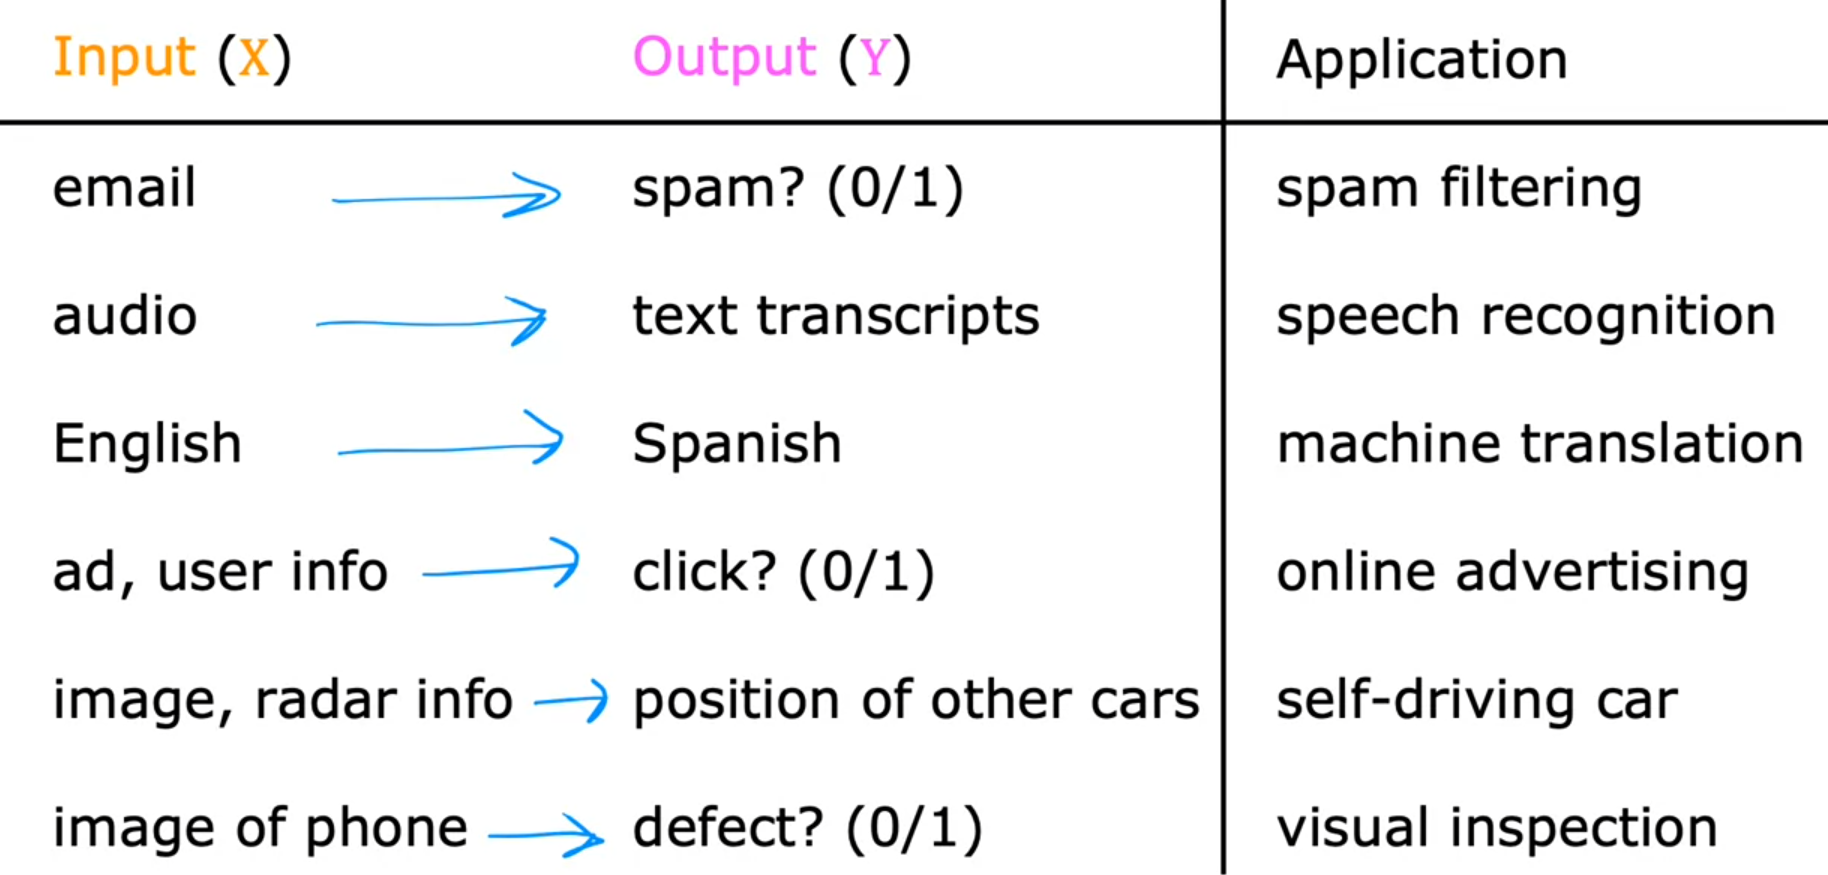 Input (X) Output (Y) Application
email spam? (0/1) spam filtering
audio text transcripts speech recognition
English Spanish machine translation
ad, user info click? (0/1) online advertising
image, radar info position of other cars self-driving car
image of phone defect? (0/1) visual inspection